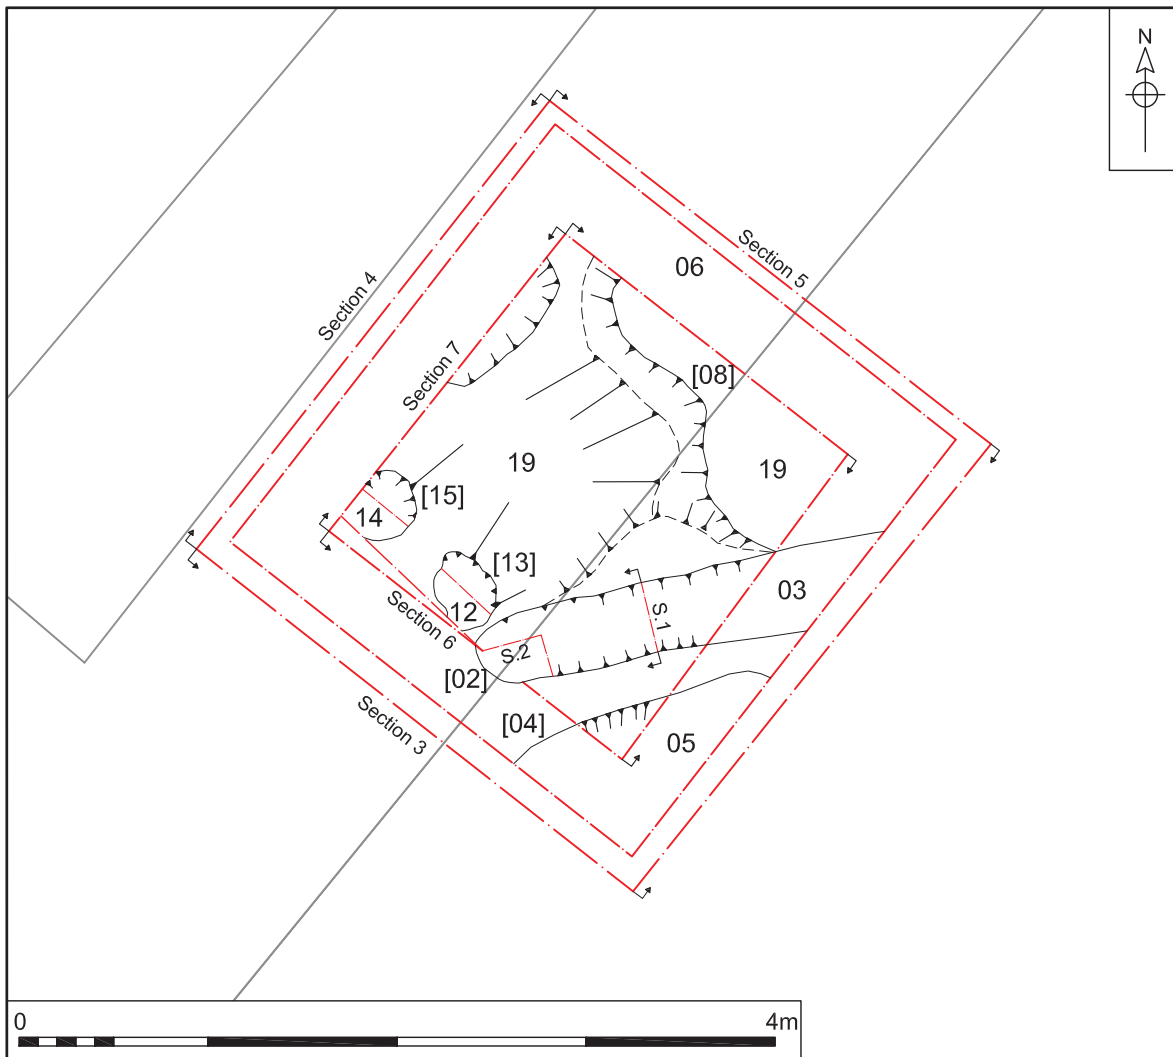 N
Section 5
06
Section 4
Section 7
[08]
19
19
[15]
14
[13]
12
03
S.1
Section 6
S.2
[02]
[04]
Section 3
05
0
4m